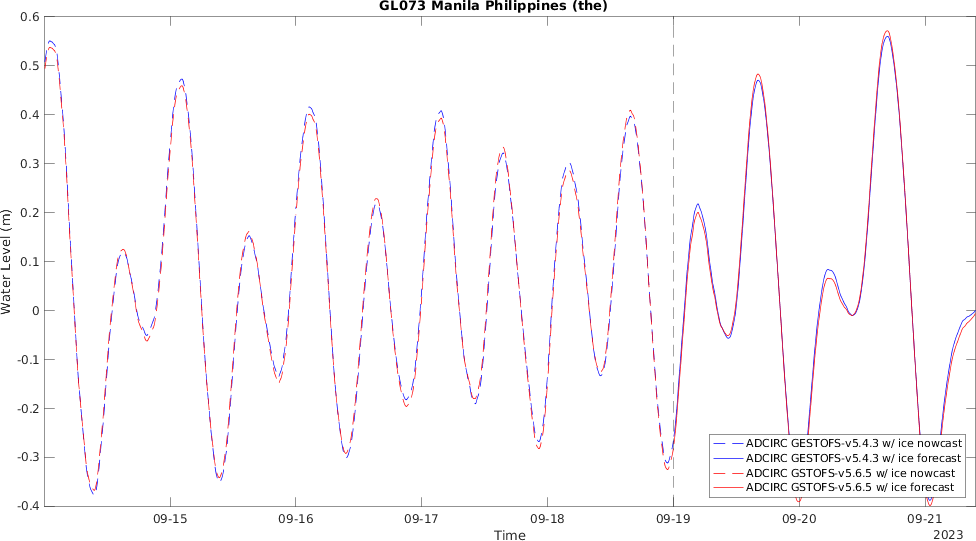 GL073 Manila Philippines (the)
0.6
0.5
0.4
0.3
0.2
0.1
0
-0.1
-0.2
-0.3
-0.4
Water Level (m)
ADCIRC GESTOFS-v5.4.3 w/ ice nowcast
ADCIRC GESTOFS-v5.4.3 w/ ice forecast
ADCIRC GSTOFS-v5.6.5 w/ ice nowcast
ADCIRC GSTOFS-v5.6.5 w/ ice forecast
09-15 09-16 09-17 09-18 09-19 09-20 09-21
Time
2023